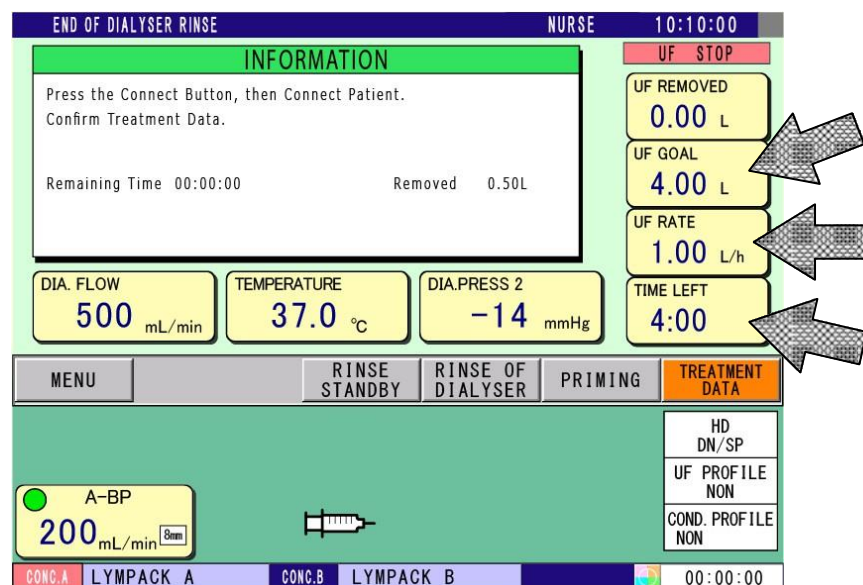 END OF DIALYSER RINSE NURSE 10:10:00
INFORMATION
Press the Connect Button, then Connect Patient.
Confirm Treatment Data.
Remaining Time 00:00:00 Removed 0.50L
UF STOP
UF REMOVED
0.00 L
UF GOAL
4.00 L
UF RATE
1.00 L/h
TIME LEFT
4:00
DIA. FLOW
500 mL/min
TEMPERATURE
37.0 ℃
DIA.PRESS 2
−14 mmHg
MENU
RINSE
STANDBY
RINSE OF
DIALYSER
PRIMING
TREATMENT
DATA
HD
DN/SP
UF PROFILE
NON
COND. PROFILE
NON
A-BP
200 mL/min 8mm
CONC.A LYMPACK A CONC.B LYMPACK B 00:00:00